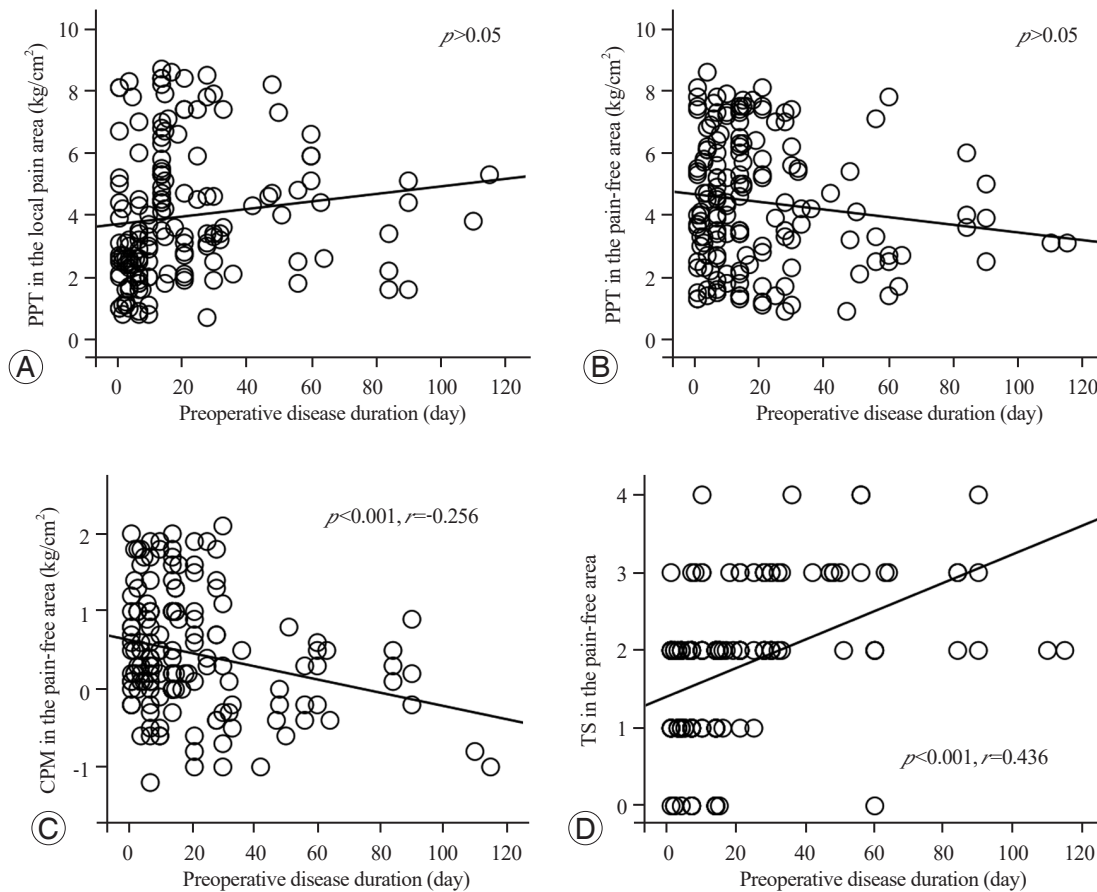 10
8
6
4
2
0
PPT in the local pain area (kg/cm²)
p>0.05
0 20 40 60 80 100 120
Preoperative disease duration (day)
A
10
8
6
4
2
0
PPT in the pain-free area (kg/cm²)
p>0.05
0 20 40 60 80 100 120
Preoperative disease duration (day)
B
2
1
0
-1
CPM in the pain-free area (kg/cm²)
p<0.001, r=-0.256
0 20 40 60 80 100 120
Preoperative disease duration (day)
C
4
3
2
1
0
TS in the pain-free area
p<0.001, r=0.436
0 20 40 60 80 100 120
Preoperative disease duration (day)
D